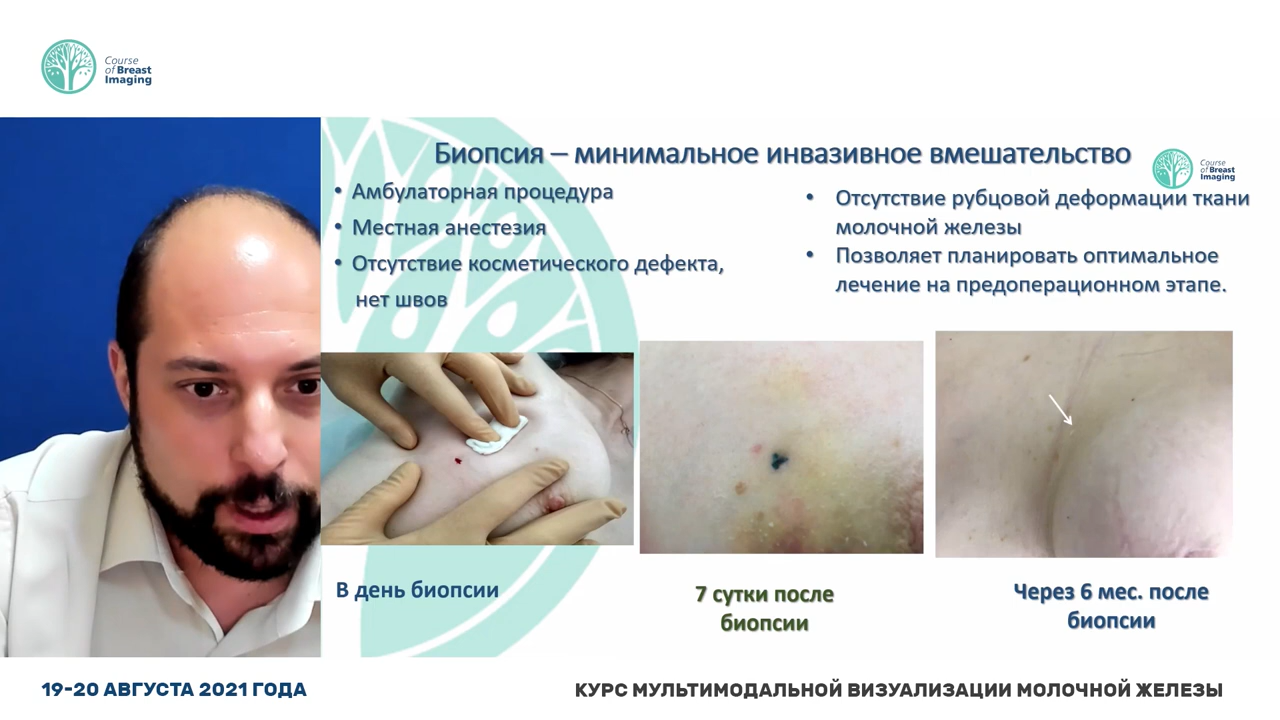 Course
of Breast
Imaging
Биопсия – минимальное инвазивное вмешательство
Course
of Breast
Imaging
• Амбулаторная процедура
• Местная анестезия
• Отсутствие косметического дефекта,
нет швов
• Отсутствие рубцовой деформации ткани
молочной железы
• Позволяет планировать оптимальное
лечение на предоперационном этапе.
В день биопсии
7 сутки после
биопсии
Через 6 мес. после
биопсии
19-20 АВГУСТА 2021 ГОДА
КУРС МУЛЬТИМОДАЛЬНОЙ ВИЗУАЛИЗАЦИИ МОЛОЧНОЙ ЖЕЛЕЗЫ